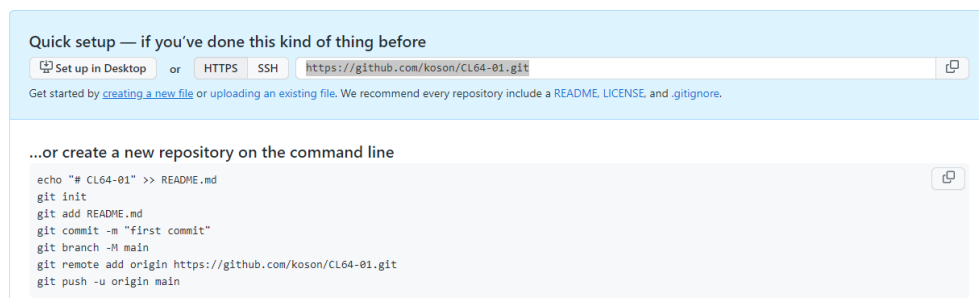 Quick setup — if you've done this kind of thing before
Set up in Desktop or HTTPS SSH https://github.com/koson/CL64-01.git
Get started by creating a new file or uploading an existing file. We recommend every repository include a README, LICENSE, and .gitignore.
...or create a new repository on the command line
echo "# CL64-01" >> README.md
git init
git add README.md
git commit -m "first commit"
git branch -M main
git remote add origin https://github.com/koson/CL64-01.git
git push -u origin main